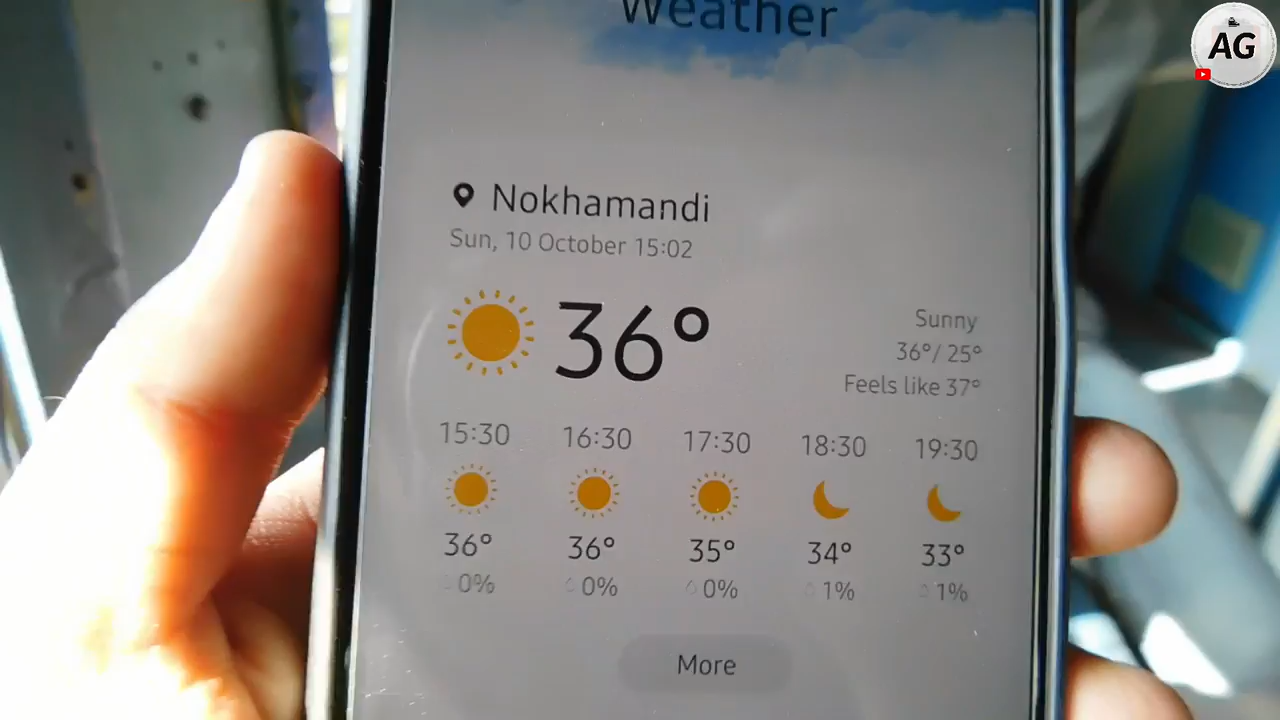 AG
Weather
Nokhamandi
Sun, 10 October 15:02
36°
Sunny
36°/ 25°
Feels like 37°
15:30 16:30 17:30 18:30 19:30
36° 36° 35° 34° 33°
0% 0% 0% 1% 1%
More